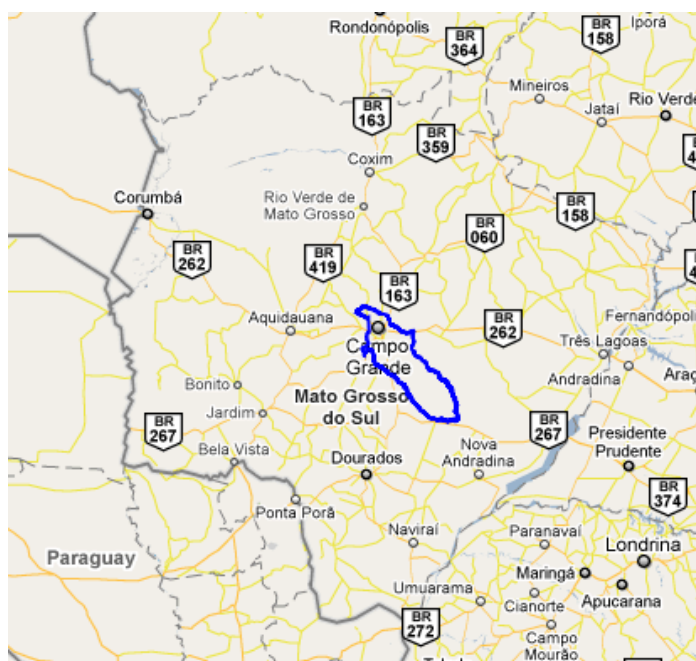 Rondonópolis
BR
364
BR
158
Iporá
Mineiros
Jataí
Rio Verde
BR
163
BR
359
Coxim
Corumbá
Rio Verde de
Mato Grosso
BR
158
BR
060
BR
262
BR
419
BR
163
Aquidauana
BR
262
Fernandópolis
Campo
Grande
Três Lagoas
Andradina
Bonito
Mato Grosso
do Sul
Jardim
BR
267
BR
267
Presidente
Prudente
Bela Vista
Dourados
Nova
Andradina
BR
374
Ponta Porã
Naviraí
Paranavaí
Londrina
Paraguay
Maringá
Umuarama
Cianorte
Apucarana
BR
272
Campo
Mourão
BR